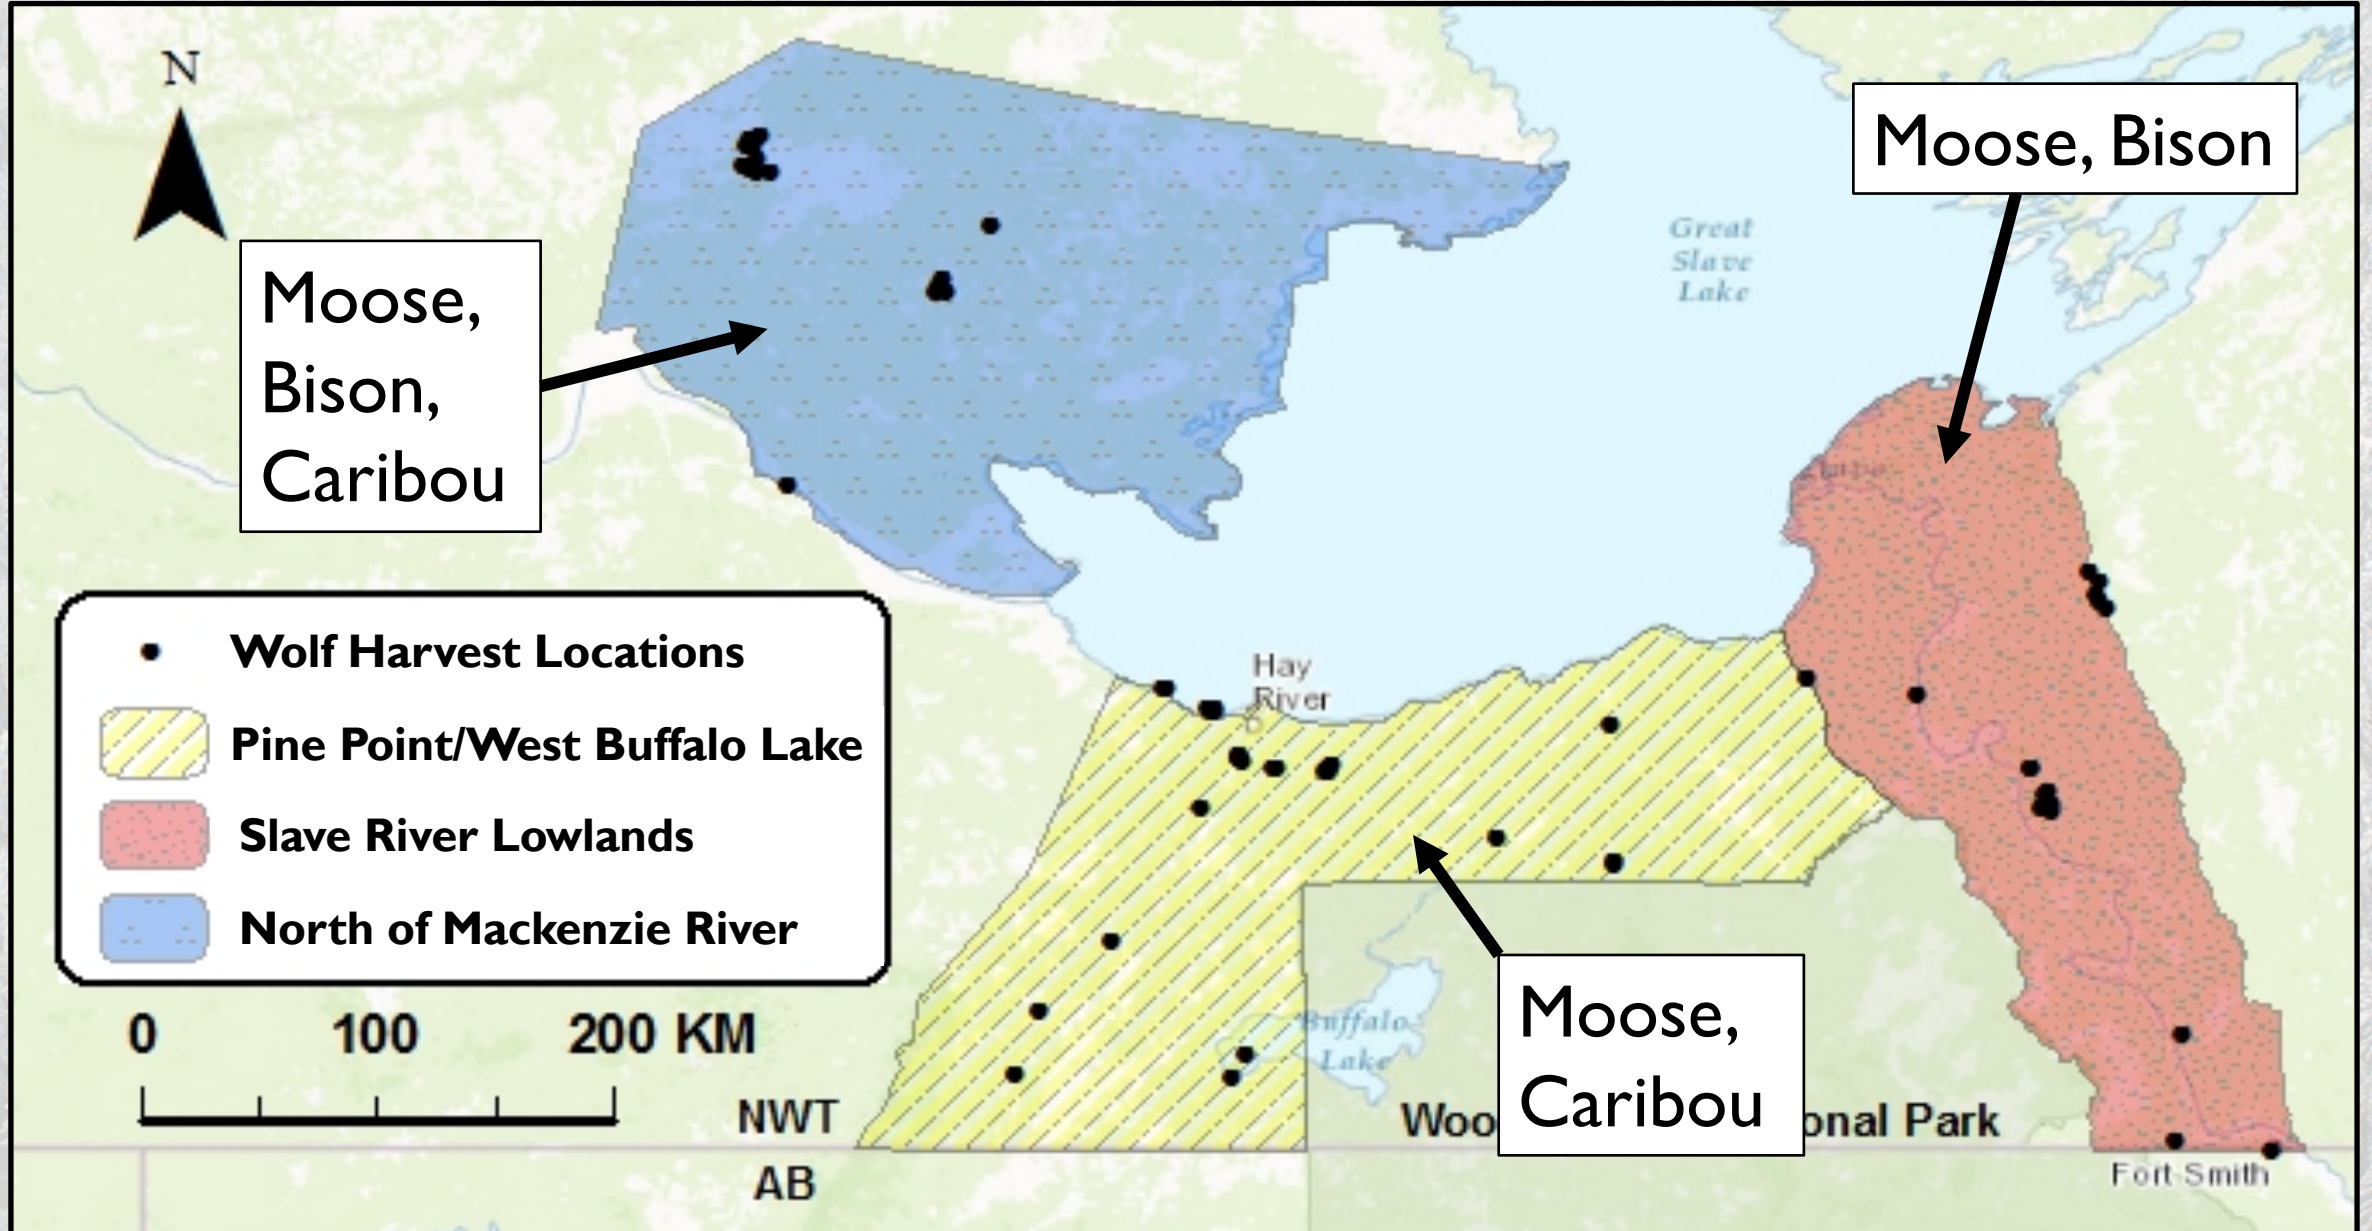 N
Moose, Bison
Great
Slave
Lake
Moose,
Bison,
Caribou
Hay
River
Wolf Harvest Locations
Pine Point/West Buffalo Lake
Slave River Lowlands
North of Mackenzie River
0 100 200 KM
NWT
AB
Buffalo
Lake
Moose,
Caribou
Woo
onal Park
Fort Smith